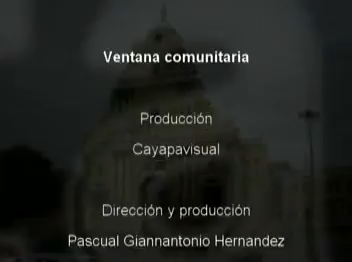 Ventana comunitaria
Producción
Cayapavisual
Dirección y producción
Pascual Giannantonio Hernandez